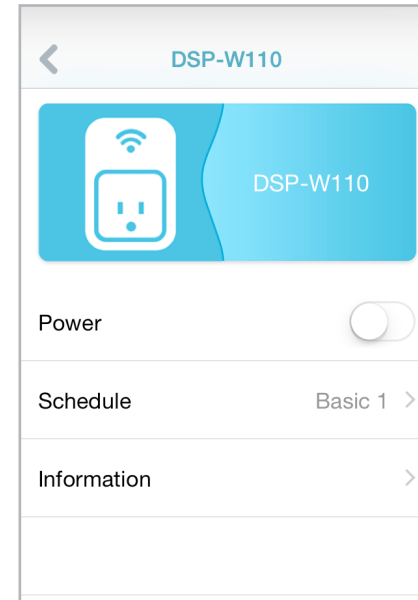 DSP-W110
DSP-W110
Power
Schedule Basic 1
Information